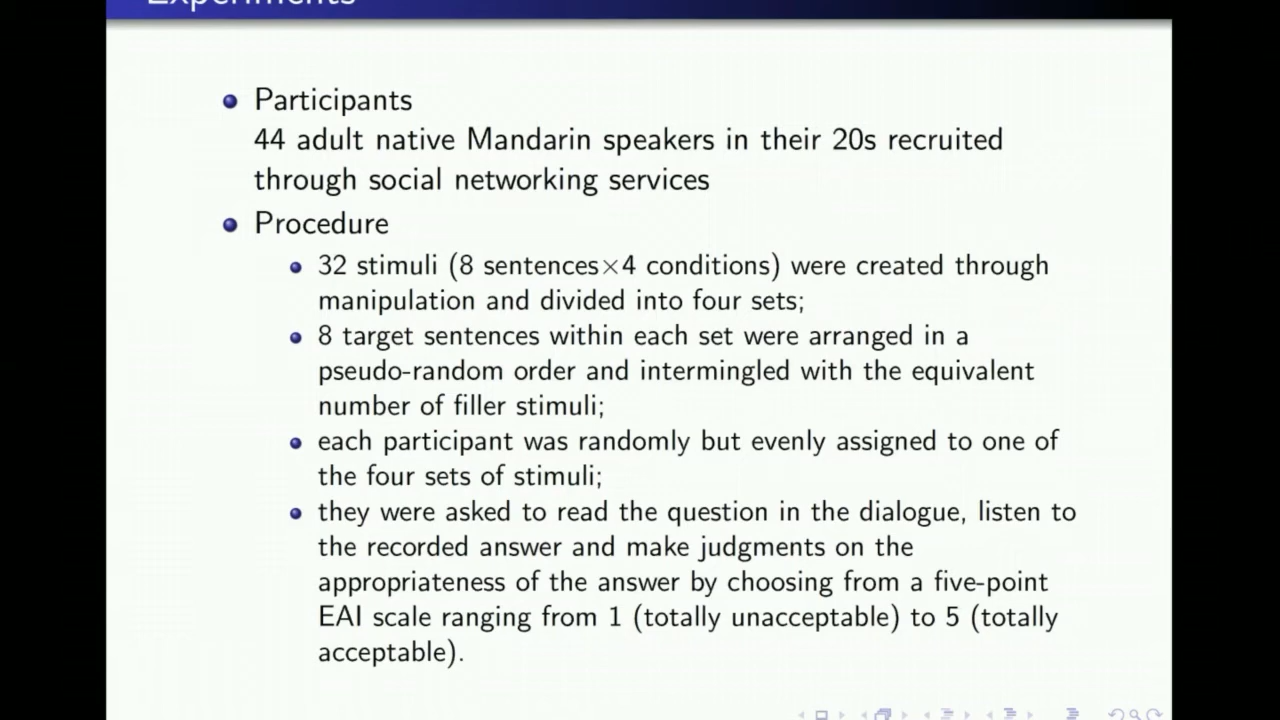 Experiments
Participants
44 adult native Mandarin speakers in their 20s recruited
through social networking services
Procedure
32 stimuli (8 sentences×4 conditions) were created through
manipulation and divided into four sets;
8 target sentences within each set were arranged in a
pseudo-random order and intermingled with the equivalent
number of filler stimuli;
each participant was randomly but evenly assigned to one of
the four sets of stimuli;
they were asked to read the question in the dialogue, listen to
the recorded answer and make judgments on the
appropriateness of the answer by choosing from a five-point
EAI scale ranging from 1 (totally unacceptable) to 5 (totally
acceptable).